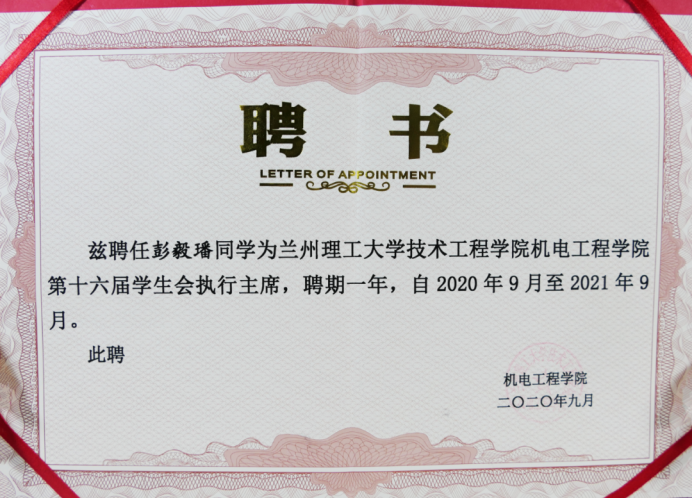 聘 书
LETTER OF APPOINTMENT
兹聘任彭毅璠同学为兰州理工大学技术工程学院机电工程学院
第十六届学生会执行主席，聘期一年，自 2020 年 9 月至 2021 年 9
月。
此聘
机电工程学院
二〇二〇年九月